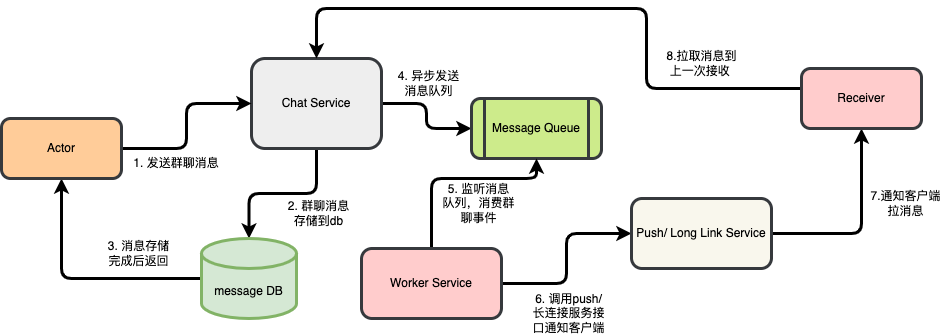 Actor
1. 发送群聊消息
Chat Service
2. 群聊消息
存储到db
3. 消息存储
完成后返回
message DB
4. 异步发送
消息队列
Message Queue
5. 监听消息
队列，消费群
聊事件
Worker Service
6. 调用push/
长连接服务接
口通知客户端
Push/ Long Link Service
7.通知客户端
拉消息
Receiver
8.拉取消息到
上一次接收